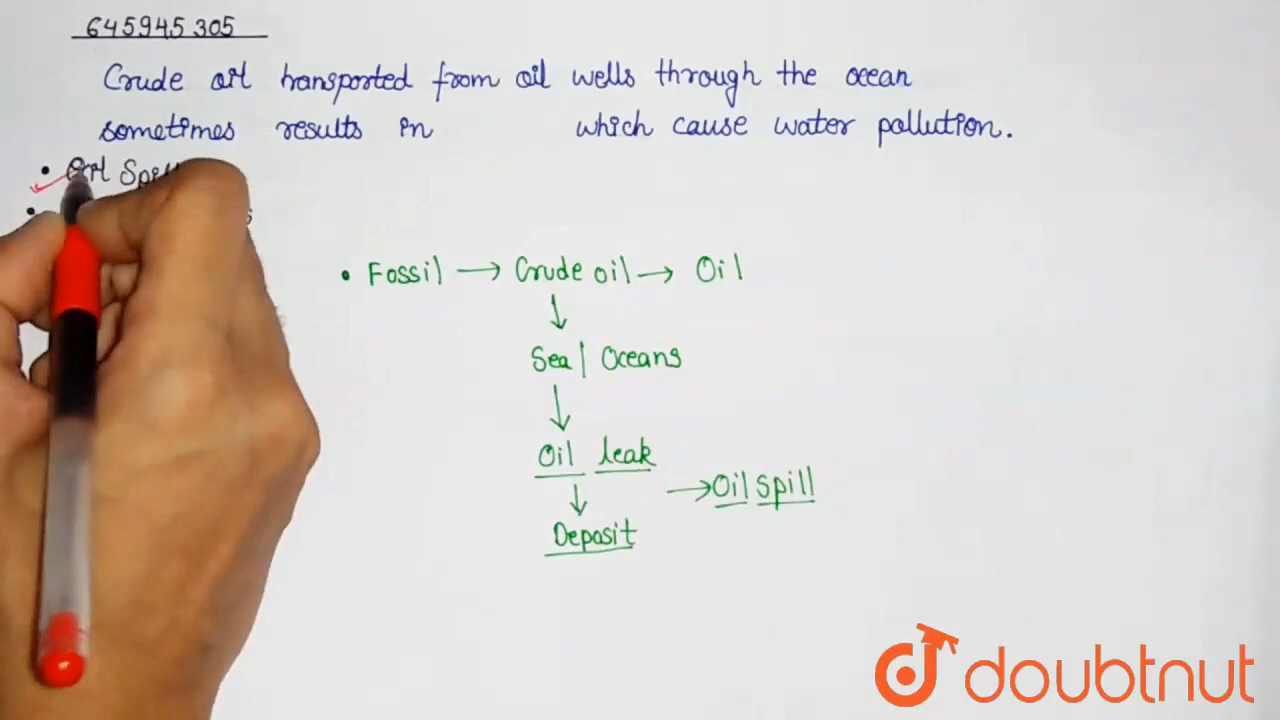 645945305
Crude oil transported from oil wells through the ocean
sometimes results in which cause water pollution.
• Oil
•
• Fossil → Crude oil → Oil
↓
Sea | Oceans
↓
Oil leak
↓ → Oil spill
Deposit
doubtnut